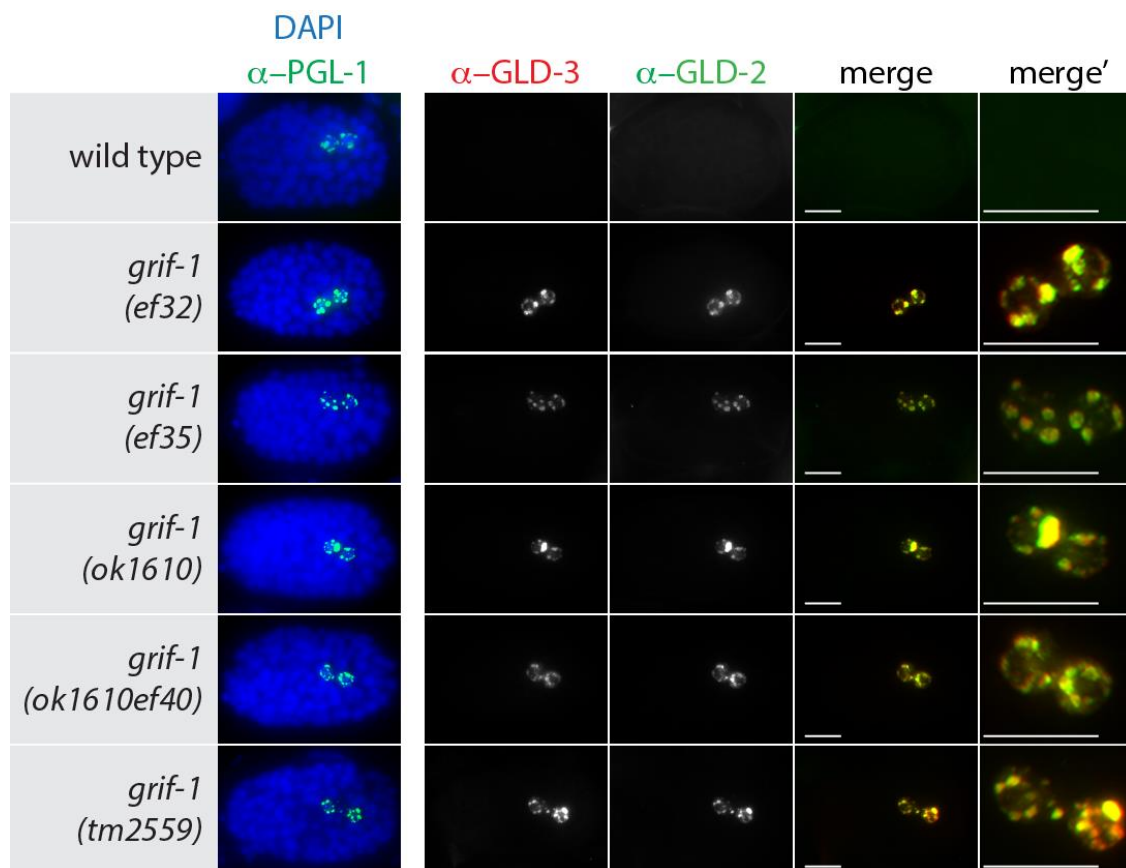 DAPI
α–PGL-1 α–GLD-3 α–GLD-2 merge merge’
wild type
grif-1
(ef32)
grif-1
(ef35)
grif-1
(ok1610)
grif-1
(ok1610ef40)
grif-1
(tm2559)